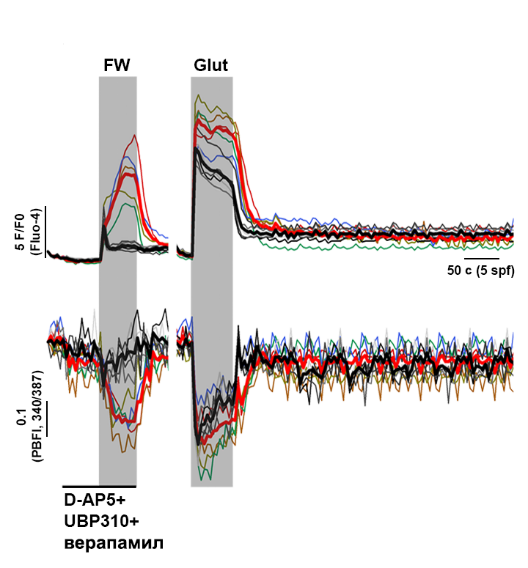 FW
Glut
5 F/F0
(Fluo-4)
50 с (5 spf)
0.1
(PBFI, 340/387)
D-AP5+
UBP310+
верапамил